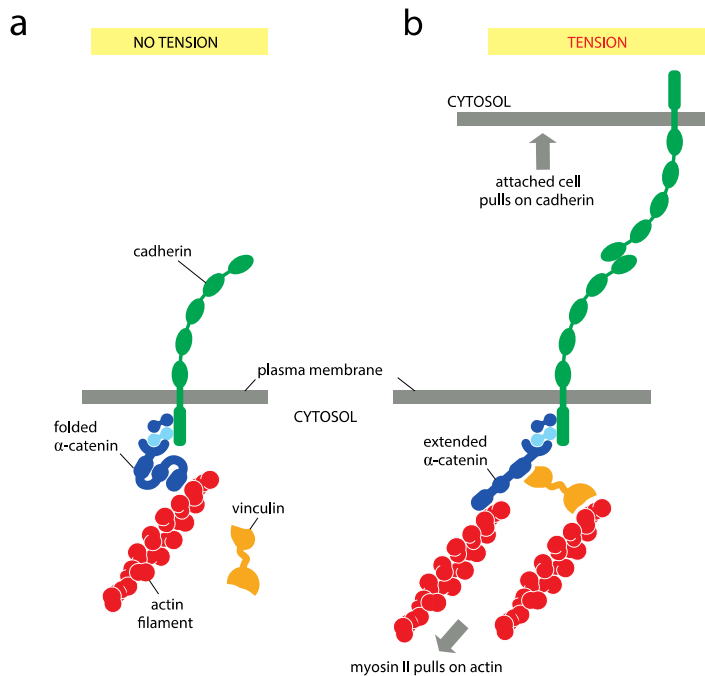 a
NO TENSION
cadherin
plasma membrane
CYTOSOL
folded
α-catenin
vinculin
actin
filament
b
TENSION
CYTOSOL
attached cell
pulls on cadherin
extended
α-catenin
myosin II pulls on actin